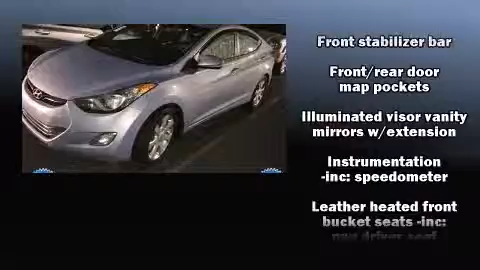 Front stabilizer bar
Front/rear door
map pockets
Illuminated visor vanity
mirrors w/extension
Instrumentation
-inc: speedometer
Leather heated front
bucket seats -inc: